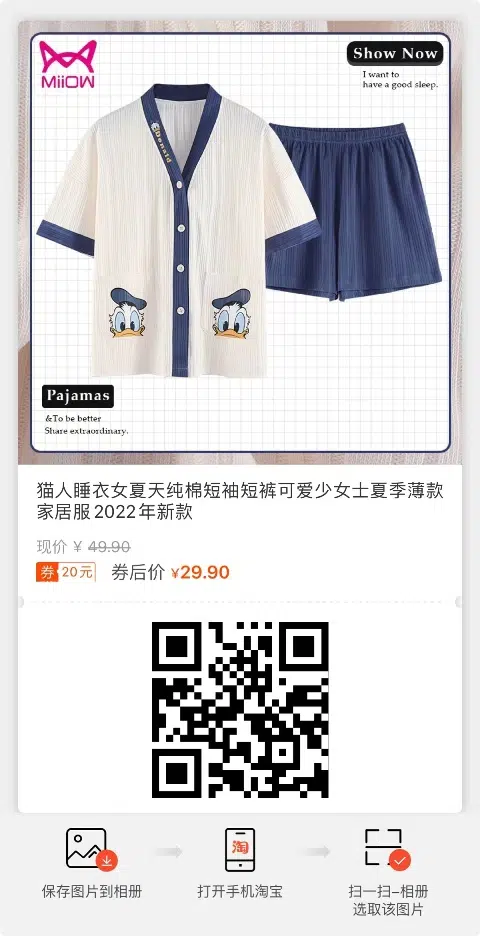 MiiOW
Show Now
I want to
have a good sleep.
Donald
Pajamas
&To be better
Share extraordinary.
猫人睡衣女夏天纯棉短袖短裤可爱少女士夏季薄款
家居服2022年新款
现价 ¥ 49.90
券 20元 券后价 ¥29.90
淘
保存图片到相册
打开手机淘宝
扫一扫-相册
选取该图片